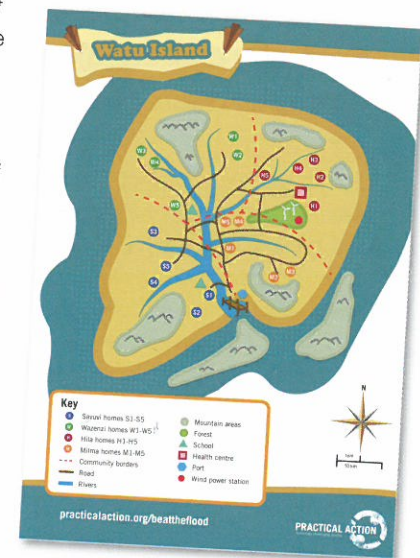 Watu Island
W1
W2
W3
W4
W5
H5
H4
H3
H2
H1
M5
M4
M1
M2
M3
S3
S5
S4
S1
S2
Key
Savuvi homes S1-S5
Wazenzi homes W1-W5
Hila homes H1-H5
Milma homes M1-M5
Community borders
Road
Rivers
Mountain areas
Forest
School
Health centre
Port
Wind power station
N
1cm
10km
practicalaction.org/beattheflood
PRACTICAL ACTION